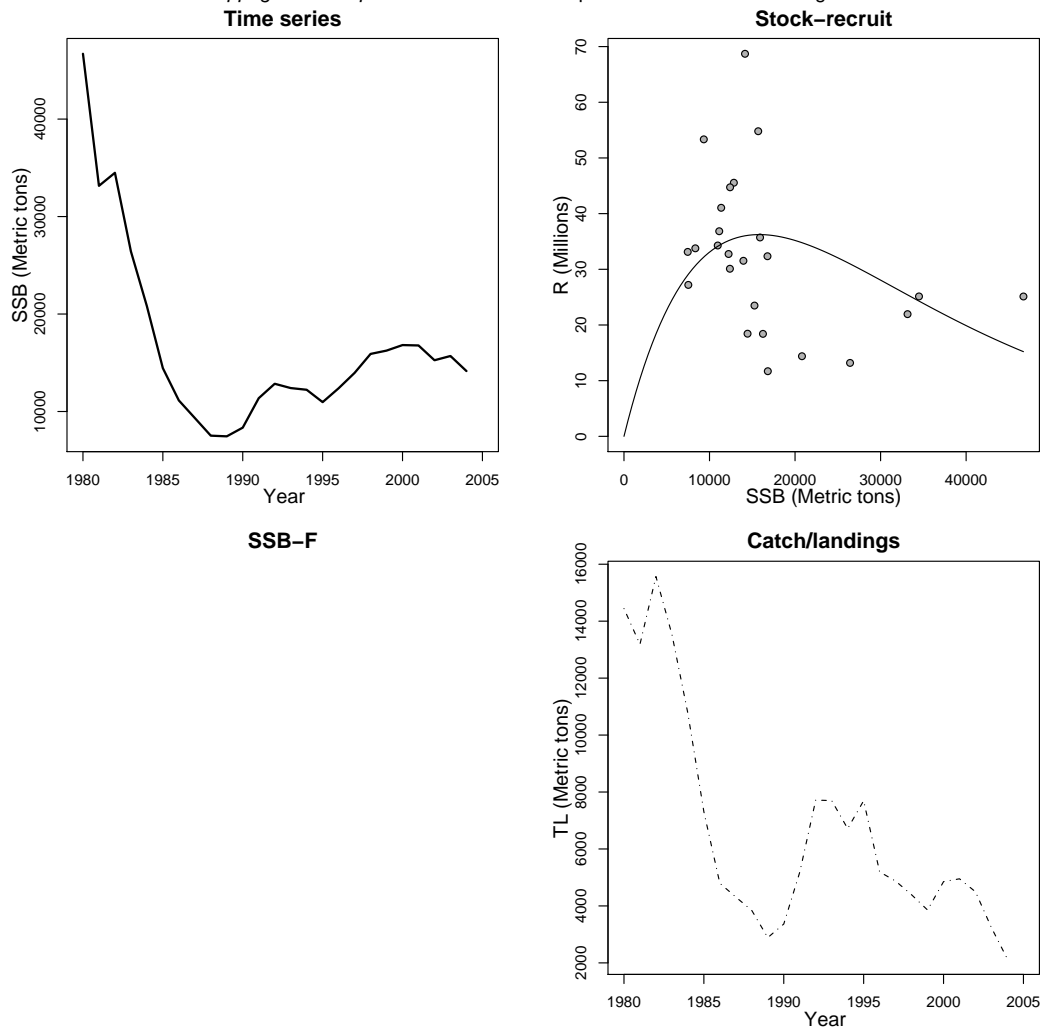 Time series
SSB (Metric tons)
10000 20000 30000 40000
1980 1985 1990 1995 2000 2005
Year
Stock−recruit
R (Millions)
0 10 20 30 40 50 60 70
0 10000 20000 30000 40000
SSB (Metric tons)
SSB−F
Catch/landings
TL (Metric tons)
2000 4000 6000 8000 10000 12000 14000 16000
1980 1985 1990 1995 2000 2005
Year